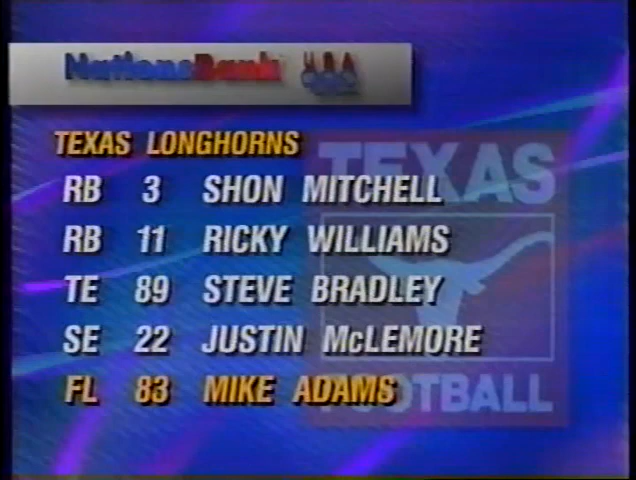 NationsBank USA
TEXAS LONGHORNS
TEXAS
RB 3 SHON MITCHELL
RB 11 RICKY WILLIAMS
TE 89 STEVE BRADLEY
SE 22 JUSTIN McLEMORE
FL 83 MIKE ADAMS
FOOTBALL